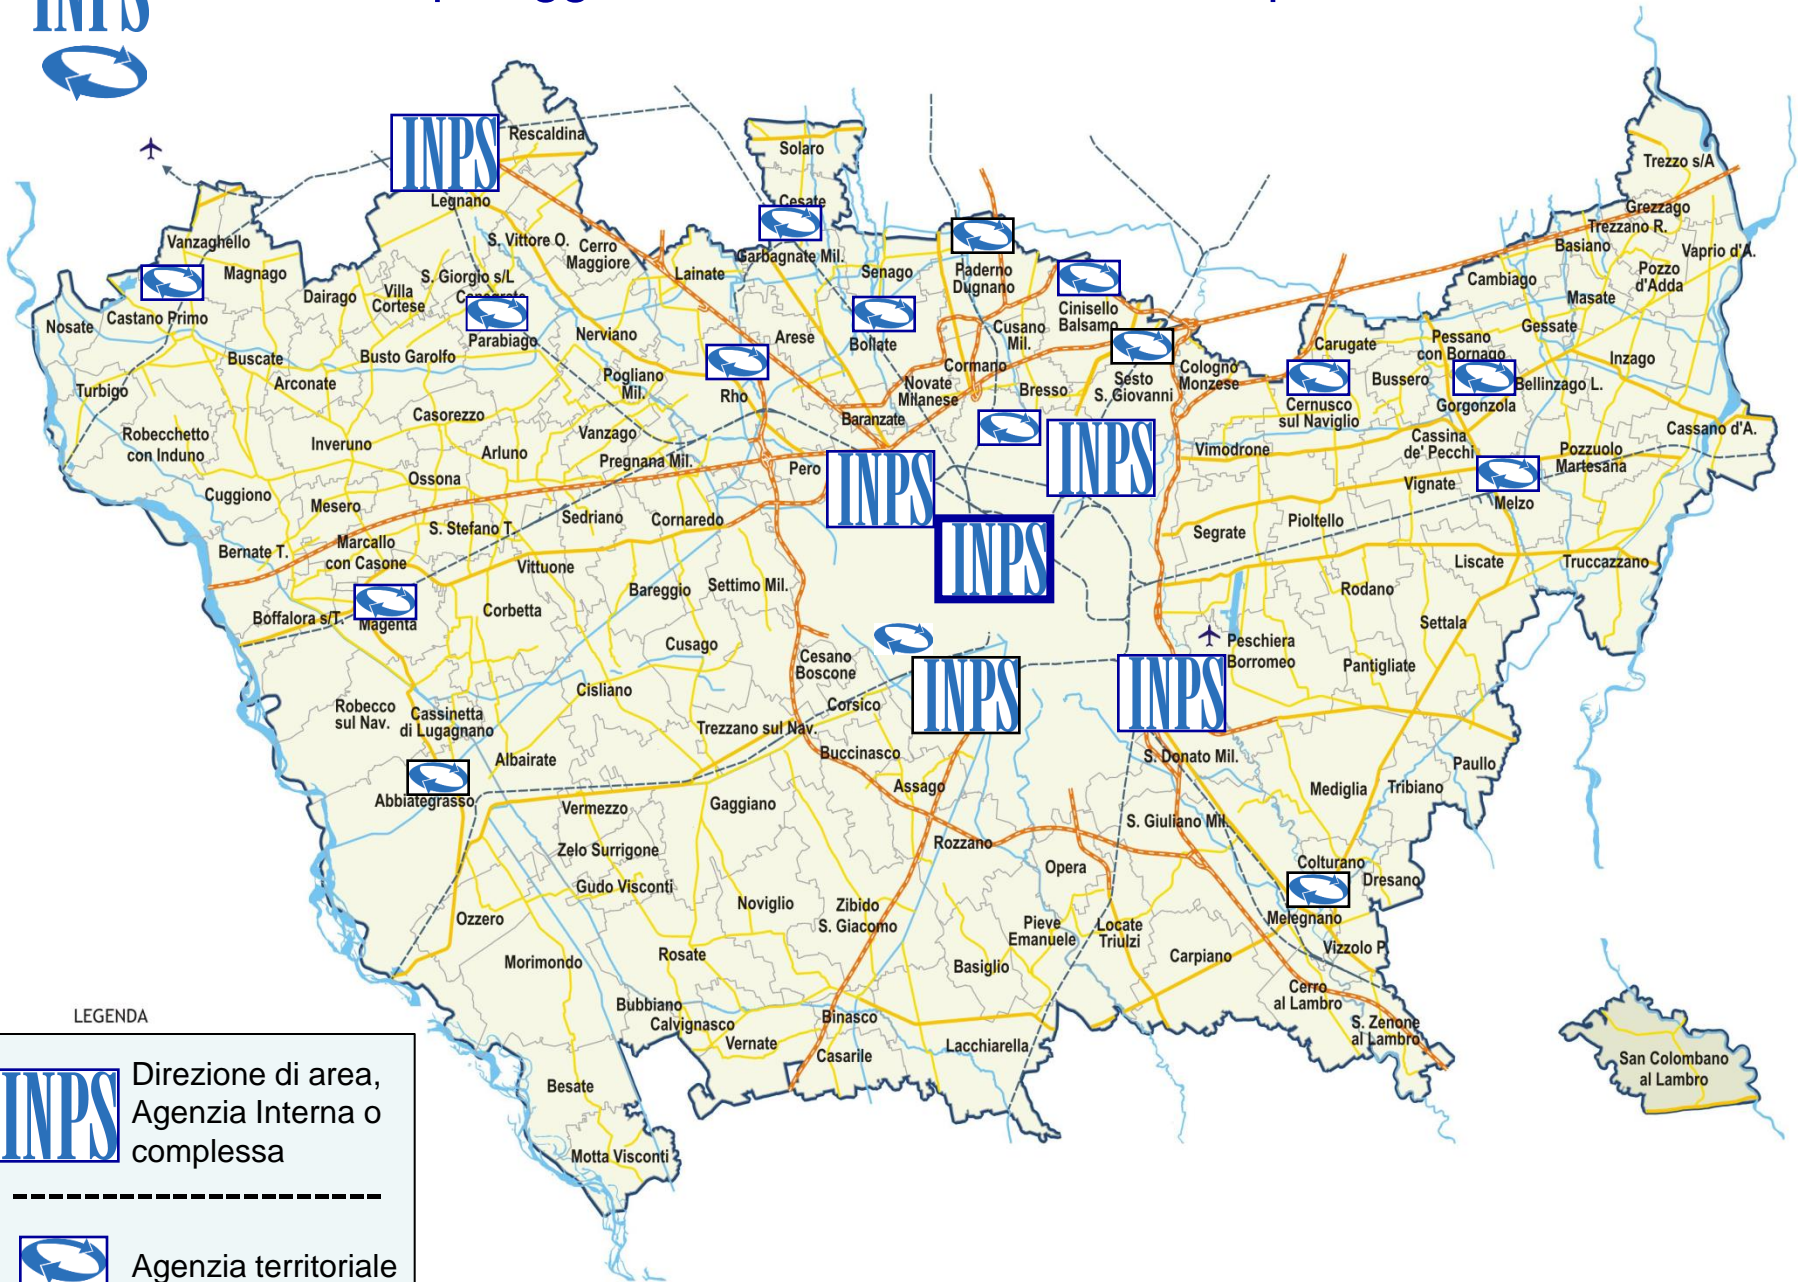 INPS
Rescaldina
Solaro
Trezzo s/A
INPS
Cesate
Legnano
Grezzago
Trezzano R.
Vanzaghello
S. Vittore O.
Cerro
Maggiore
Basiano
Vaprio d'A.
Garbagnate Mil.
Magnago
S. Giorgio s/L
Lainate
Senago
Paderno
Dugnano
Cambiago
Pozzo
d'Adda
Villa
Cortese
Dairago
Masate
Nosate
Castano Primo
Cinisello
Balsamo
Gessate
Parabiago
Nerviano
Arese
Bollate
Cusano
Mil.
Carugate
Pessano
con Bornago
Inzago
Buscate
Busto Garolfo
Cormano
Turbigo
Arconate
Pogliano
Mil.
Rho
Novate
Milanese
Bresso
Sesto
S. Giovanni
Cologno
Monzese
Bussero
Bellinzago L.
Cernusco
sul Naviglio
Gorgonzola
Casorezzo
Baranzate
Robecchetto
con Induno
Inveruno
Vanzago
Cassano d'A.
Arluno
Pregnana Mil.
Pero
INPS
INPS
Vimodrone
Cassina
de' Pecchi
Pozzuolo
Martesana
Cuggiono
Ossona
Vignate
Mesero
Melzo
Sedriano
Cornaredo
S. Stefano T.
Segrate
Pioltello
Bernate T.
Marcallo
con Casone
Vittuone
INPS
Liscate
Truccazzano
Bareggio
Settimo Mil.
Rodano
Boffalora s/T.
Magenta
Corbetta
Settala
Cusago
Peschiera
Borromeo
Cesano
Boscone
Pantigliate
Cisliano
INPS
INPS
Robecco
sul Nav.
Cassinetta
di Lugagnano
Corsico
Trezzano sul Nav.
Albairate
Buccinasco
S. Donato Mil.
Paullo
Abbiategrasso
Assago
Mediglia
Tribiano
Vermezzo
Gaggiano
S. Giuliano Mil.
Zelo Surrigone
Rozzano
Opera
Colturano
Dresano
Gudo Visconti
Noviglio
Zibido
S. Giacomo
Ozzero
Melegnano
Pieve
Emanuele
Locate
Triulzi
Vizzolo P.
Morimondo
Rosate
Basiglio
Carpiano
Bubbiano
Cerro
al Lambro
Calvignasco
Binasco
S. Zenone
al Lambro
Vernate
Casarile
Lacchiarella
San Colombano
al Lambro
Besate
Motta Visconti
LEGENDA
INPS
Direzione di area,
Agenzia Interna o
complessa
Agenzia territoriale